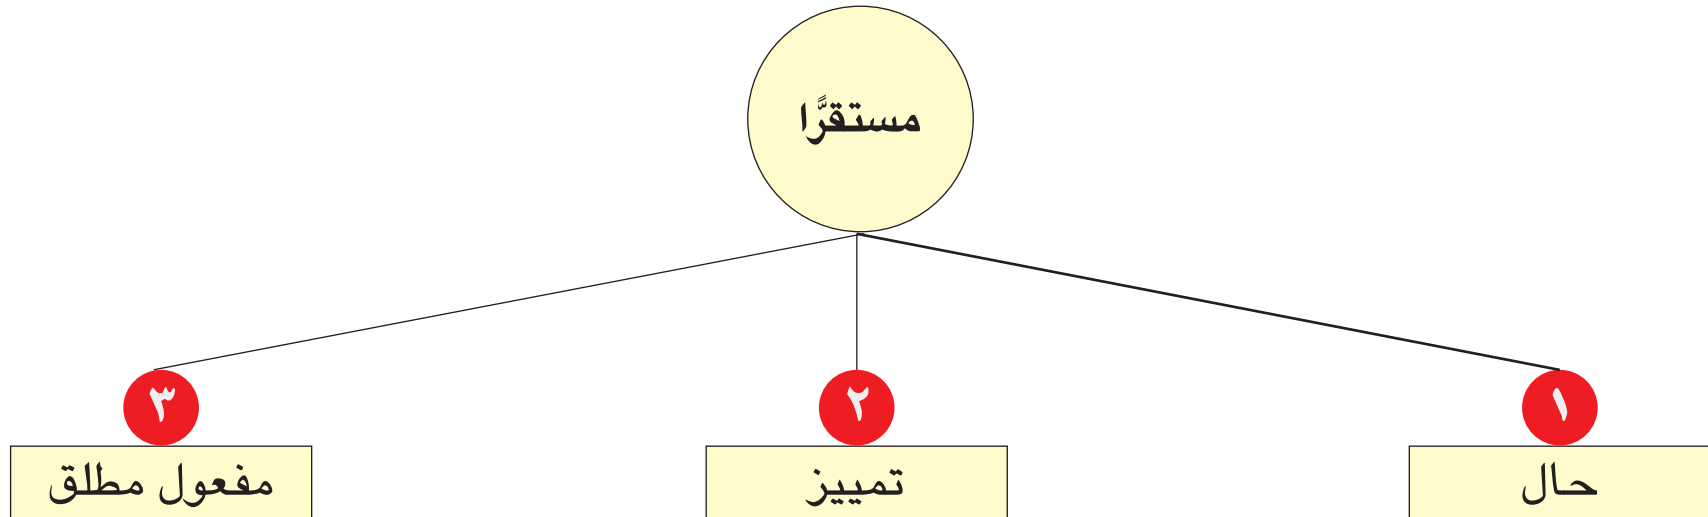 مستقرًّا
١
٢
٣
حال
تمييز
مفعول مطلق